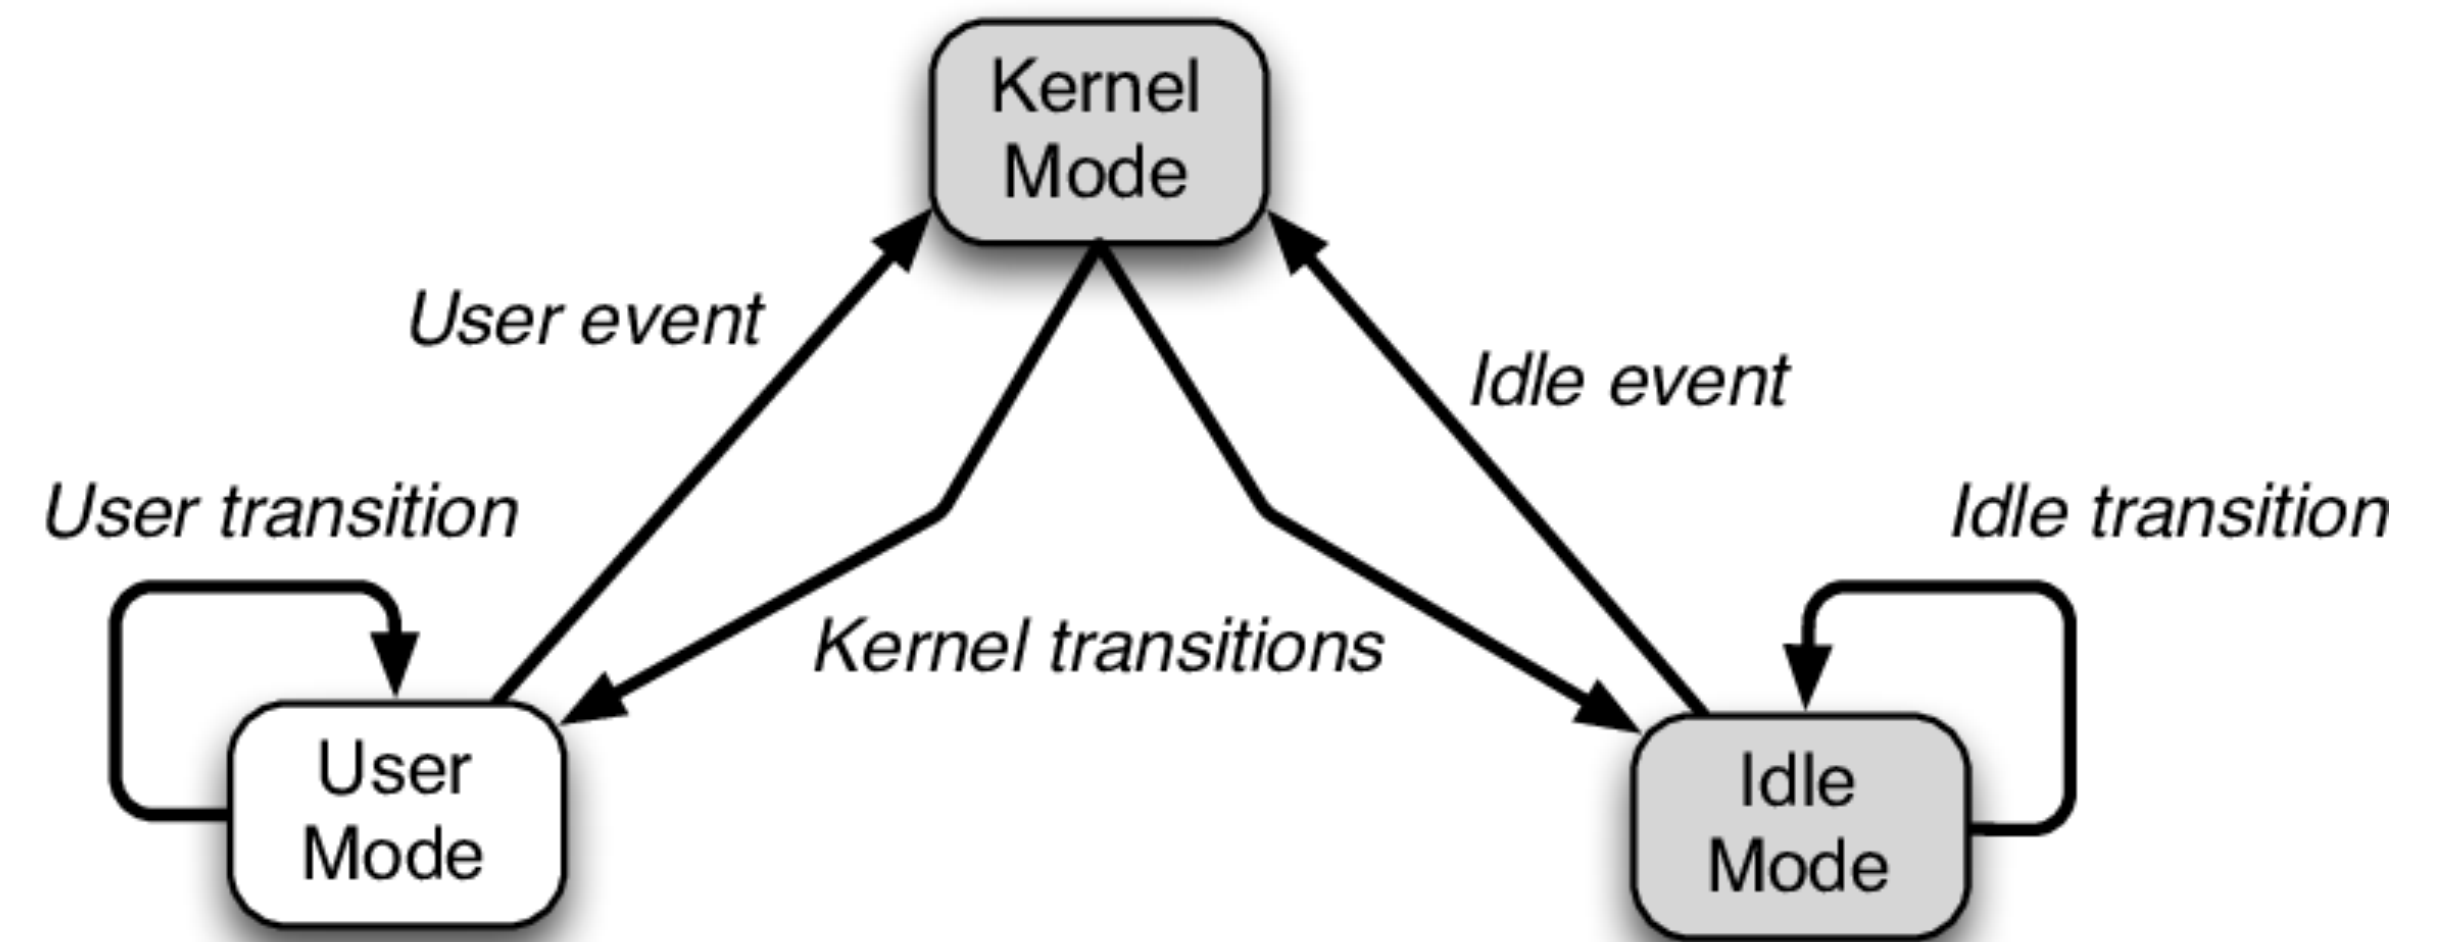 Kernel
Mode
User event
Idle event
User transition
Idle transition
Kernel transitions
User
Mode
Idle
Mode